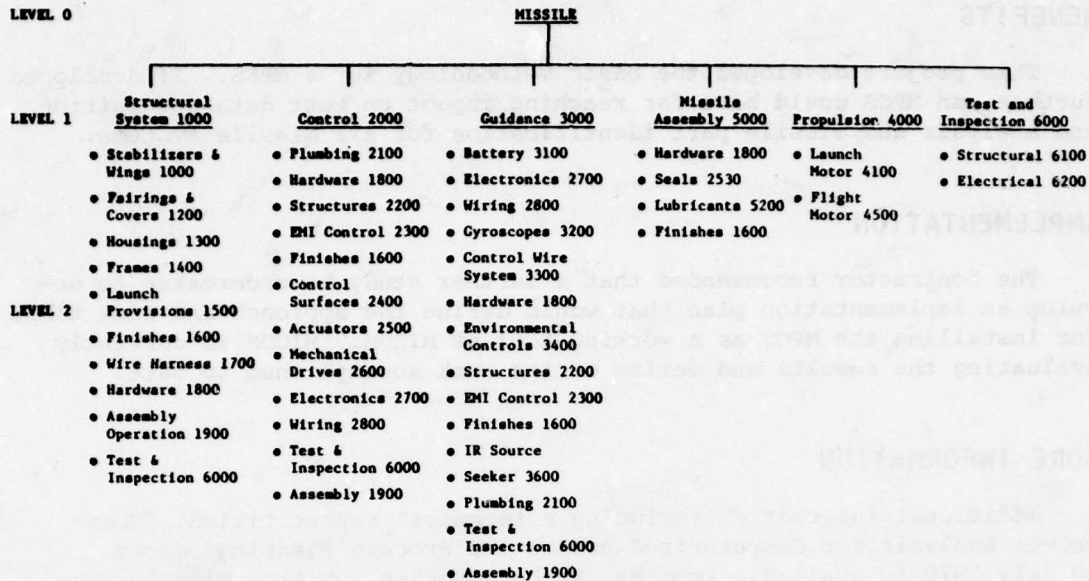 LEVEL 0
MISSILE
LEVEL 1
Structural
System 1000
• Stabilizers &
Wings 1000
• Fairings &
Covers 1200
• Housings 1300
• Frames 1400
LEVEL 2
• Launch
Provisions 1500
• Finishes 1600
• Wire Harness 1700
• Hardware 1800
• Assembly
Operation 1900
• Test &
Inspection 6000
Control 2000
• Plumbing 2100
• Hardware 1800
• Structures 2200
• EMI Control 2300
• Finishes 1600
• Control
Surfaces 2400
• Actuators 2500
• Mechanical
Drives 2600
• Electronics 2700
• Wiring 2800
• Test &
Inspection 6000
• Assembly 1900
Guidance 3000
• Battery 3100
• Electronics 2700
• Wiring 2800
• Gyroscopes 3200
• Control Wire
System 3300
• Hardware 1800
• Environmental
Controls 3400
• Structures 2200
• EMI Control 2300
• Finishes 1600
• IR Source
• Seeker 3600
• Plumbing 2100
• Test &
Inspection 6000
• Assembly 1900
Missile
Assembly 5000
• Hardware 1800
• Seals 2530
• Lubricants 5200
• Finishes 1600
Propulsion 4000
• Launch
Motor 4100
• Flight
Motor 4500
Test and
Inspection 6000
• Structural 6100
• Electrical 6200